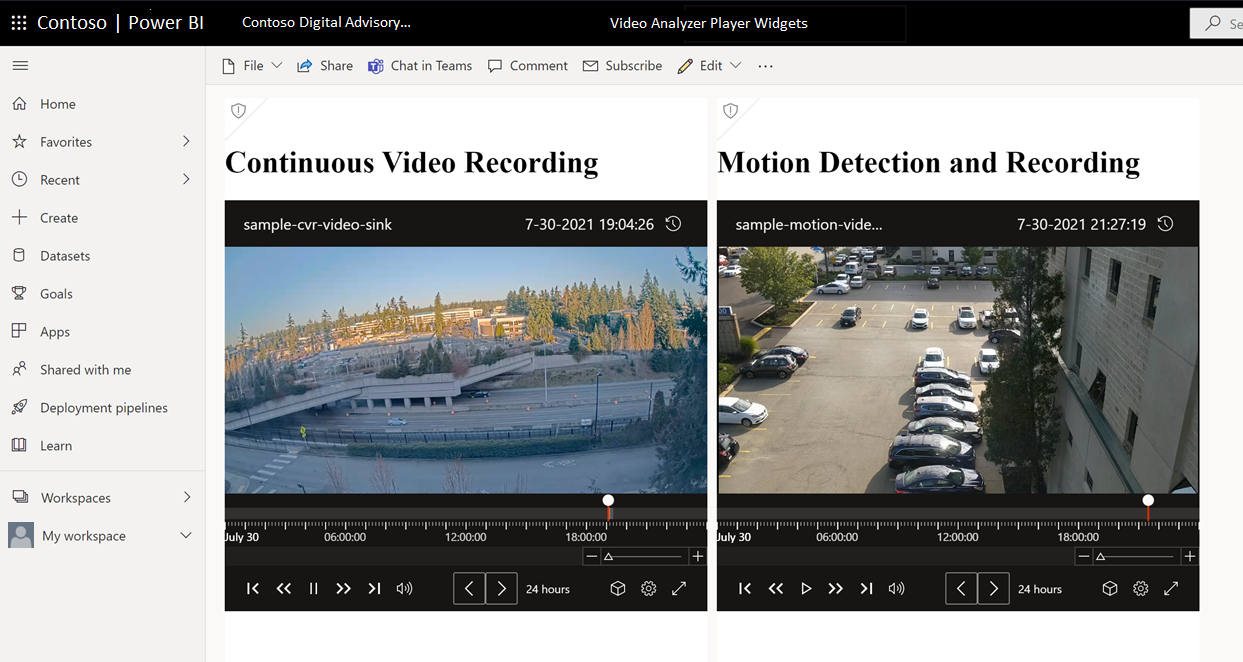 Contoso | Power BI
Contoso Digital Advisory...
Video Analyzer Player Widgets
Se
File
Share
Chat in Teams
Comment
Subscribe
Edit
Home
Favorites
Recent
Create
Datasets
Goals
Apps
Shared with me
Deployment pipelines
Learn
Workspaces
My workspace
Continuous Video Recording
sample-cvr-video-sink
7-30-2021 19:04:26
July 30
06:00:00
12:00:00
18:00:00
24 hours
Motion Detection and Recording
sample-motion-vide...
7-30-2021 21:27:19
July 30
06:00:00
12:00:00
18:00:00
24 hours